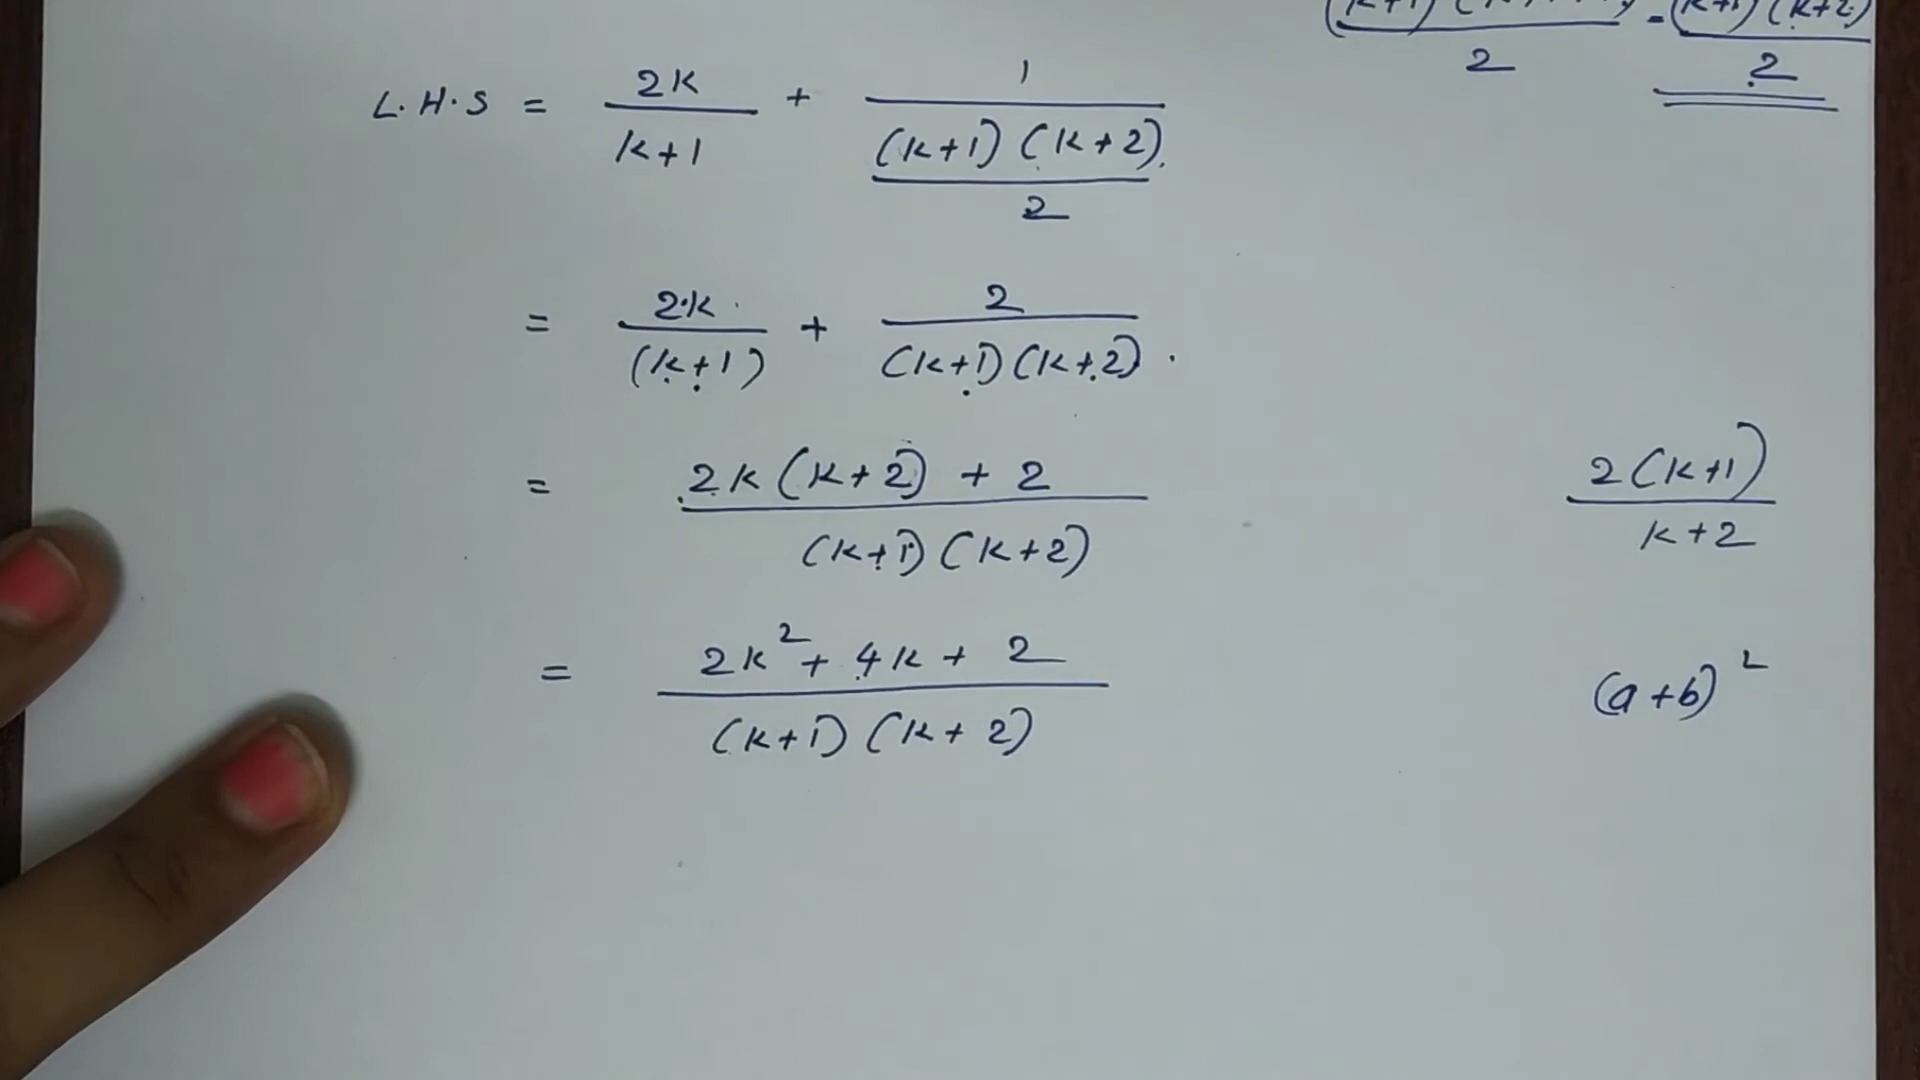 (k+1)(k+2)/2
L.H.S = 2k/(k+1) + 1/((k+1)(k+2)/2)
= 2·k/(k+1) + 2/((k+1)(k+2)).
= (2k(k+2) + 2)/((k+1)(k+2))
2(k+1)/(k+2)
= (2k² + 4k + 2)/((k+1)(k+2))
(a+b)²